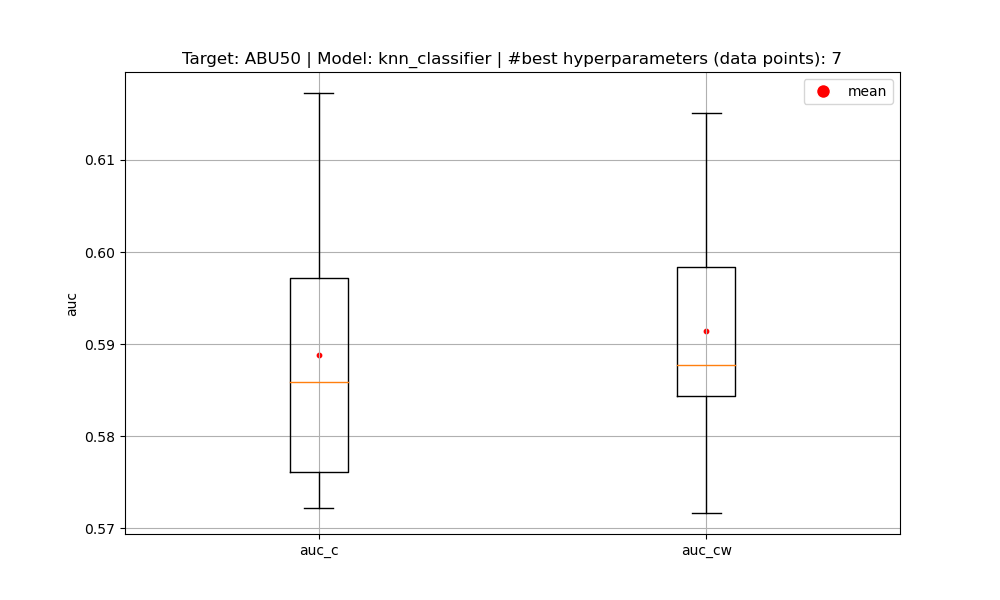 Target: ABU50 | Model: knn_classifier | #best hyperparameters (data points): 7
mean
0.61
0.60
0.59
0.58
0.57
auc
auc_c
auc_cw